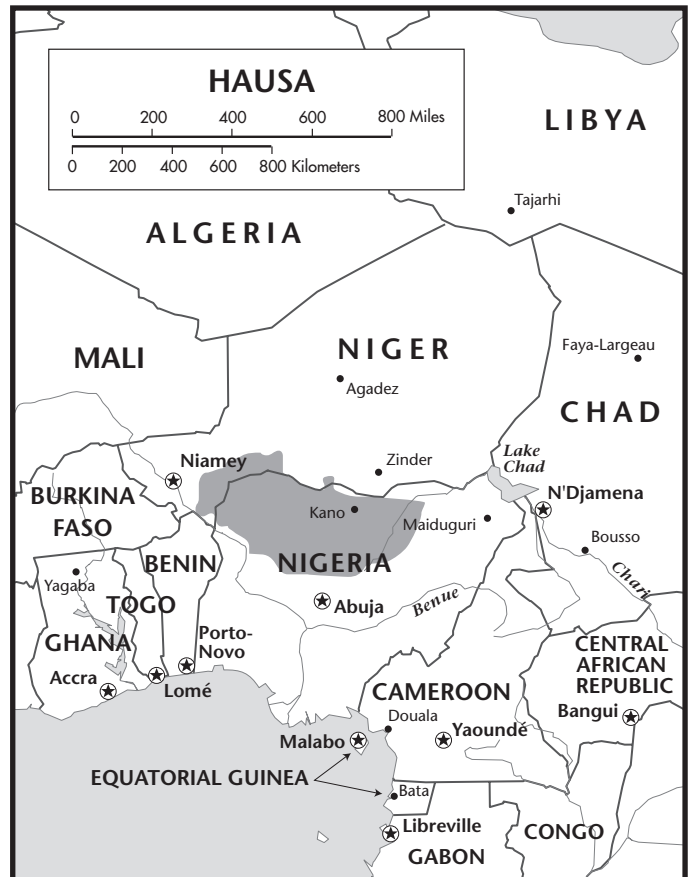 HAUSA
0 200 400 600 800 Miles
0 200 400 600 800 Kilometers
LIBYA
Tajarhi
ALGERIA
NIGER
MALI
Faya-Largeau
Agadez
CHAD
Niamey
Zinder
Lake
Chad
N'Djamena
BURKINA
FASO
Kano
Maiduguri
Bousso
BENIN
NIGERIA
Yagaba
Chari
TOGO
Abuja
Benue
GHANA
Porto-
Novo
CENTRAL
AFRICAN
REPUBLIC
Accra
Lomé
CAMEROON
Bangui
Douala
Yaoundé
Malabo
EQUATORIAL GUINEA
Bata
Libreville
CONGO
GABON